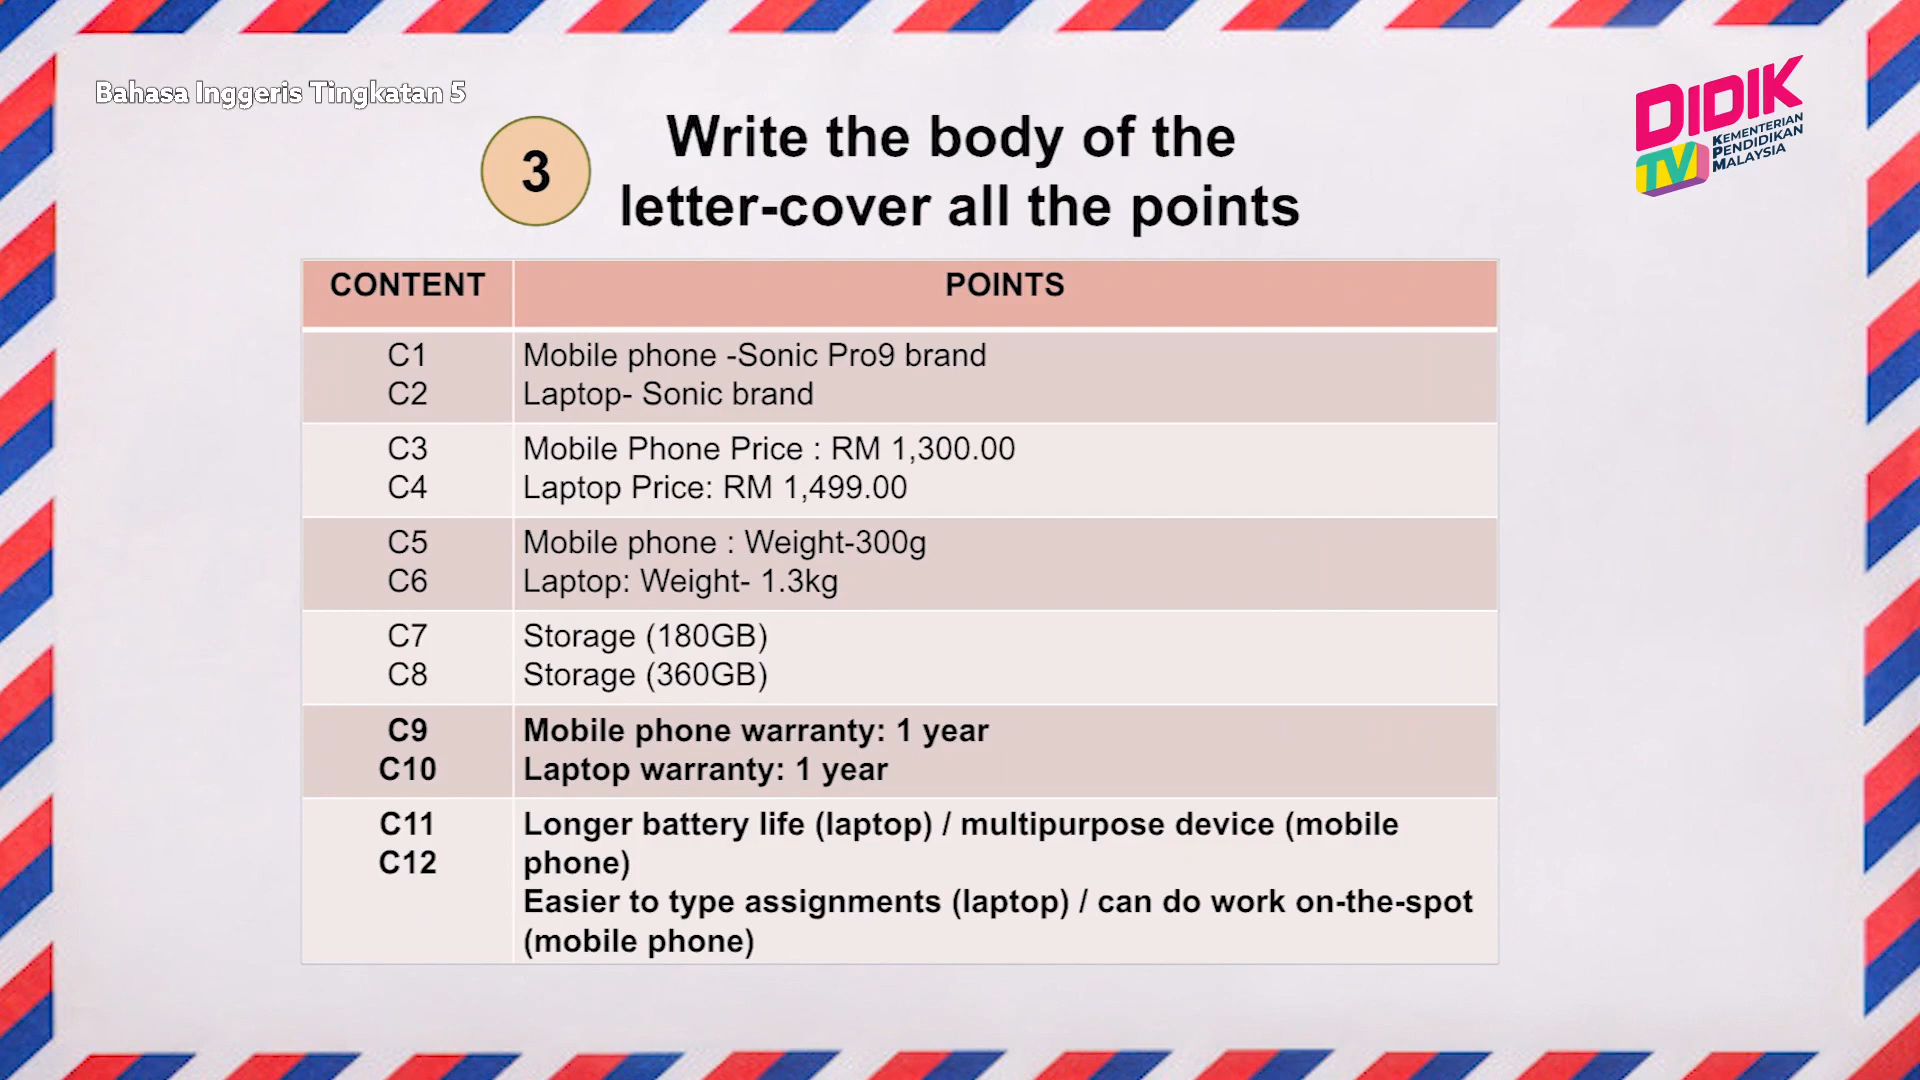 Bahasa Inggeris Tingkatan 5
DIDIK
TV
KEMENTERIAN
PENDIDIKAN
MALAYSIA
3
Write the body of the
letter-cover all the points
CONTENT POINTS
C1 Mobile phone -Sonic Pro9 brand
C2 Laptop- Sonic brand
C3 Mobile Phone Price : RM 1,300.00
C4 Laptop Price: RM 1,499.00
C5 Mobile phone : Weight-300g
C6 Laptop: Weight- 1.3kg
C7 Storage (180GB)
C8 Storage (360GB)
C9 Mobile phone warranty: 1 year
C10 Laptop warranty: 1 year
C11 Longer battery life (laptop) / multipurpose device (mobile
C12 phone)
Easier to type assignments (laptop) / can do work on-the-spot
(mobile phone)